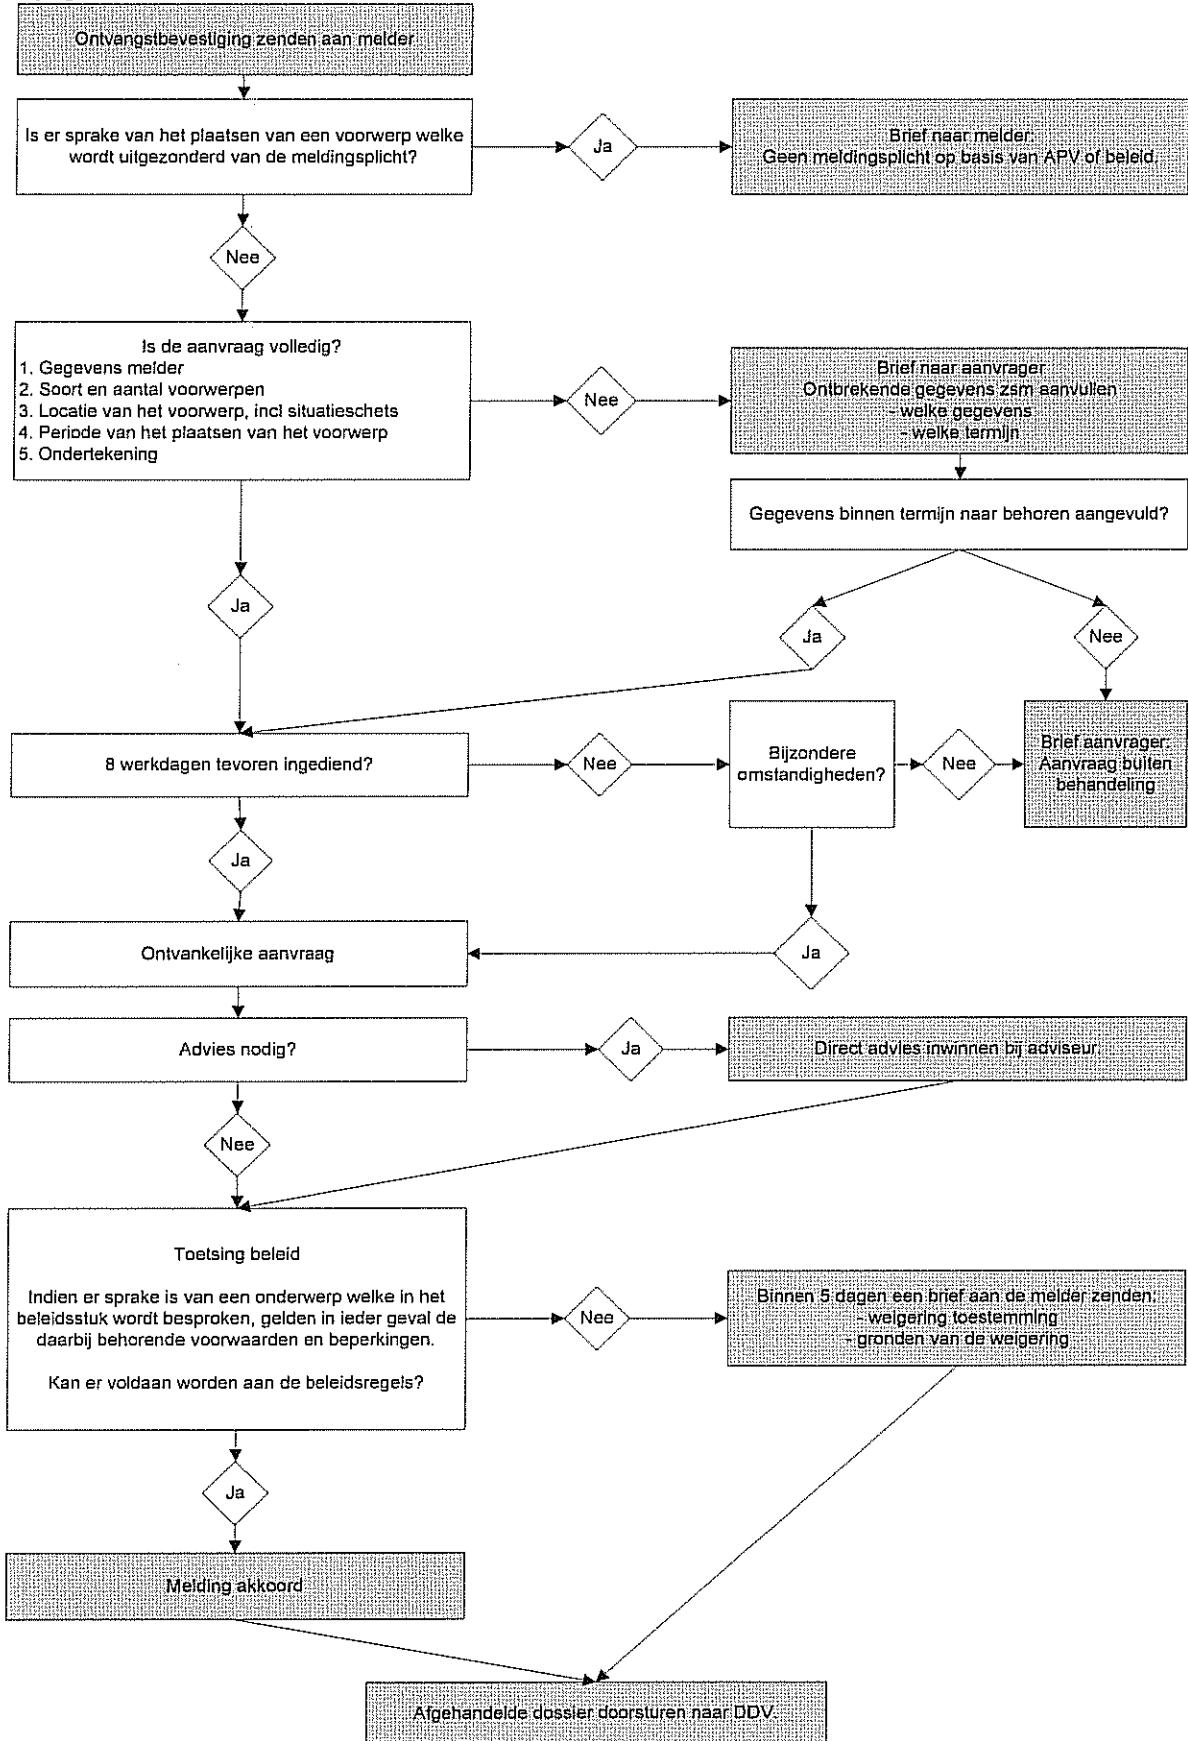 Ontvangstbevestiging zenden aan melder
Is er sprake van het plaatsen van een voorwerp welke
wordt uitgezonderd van de meldingsplicht?
Ja
Brief naar melder:
Geen meldingsplicht op basis van APV of beleid.
Nee
Is de aanvraag volledig?
1. Gegevens melder
2. Soort en aantal voorwerpen
3. Locatie van het voorwerp, incl situatieschets
4. Periode van het plaatsen van het voorwerp
5. Ondertekening
Nee
Brief naar aanvrager
Ontbrekende gegevens zsm aanvullen
- welke gegevens
- welke termijn
Gegevens binnen termijn naar behoren aangevuld?
Ja
Ja
Nee
8 werkdagen tevoren ingediend?
Nee
Bijzondere
omstandigheden?
Nee
Brief aanvrager:
Aanvraag buiten
behandeling
Ja
Ontvankelijke aanvraag
Ja
Advies nodig?
Ja
Direct advies inwinnen bij adviseur
Nee
Toetsing beleid
Indien er sprake is van een onderwerp welke in het
beleidsstuk wordt besproken, gelden in ieder geval de
daarbij behorende voorwaarden en beperkingen.
Kan er voldaan worden aan de beleidsregels?
Nee
Binnen 5 dagen een brief aan de melder zenden:
- weigering toestemming
- gronden van de weigering
Ja
Melding akkoord
Afgehandelde dossier doorsturen naar DDV.